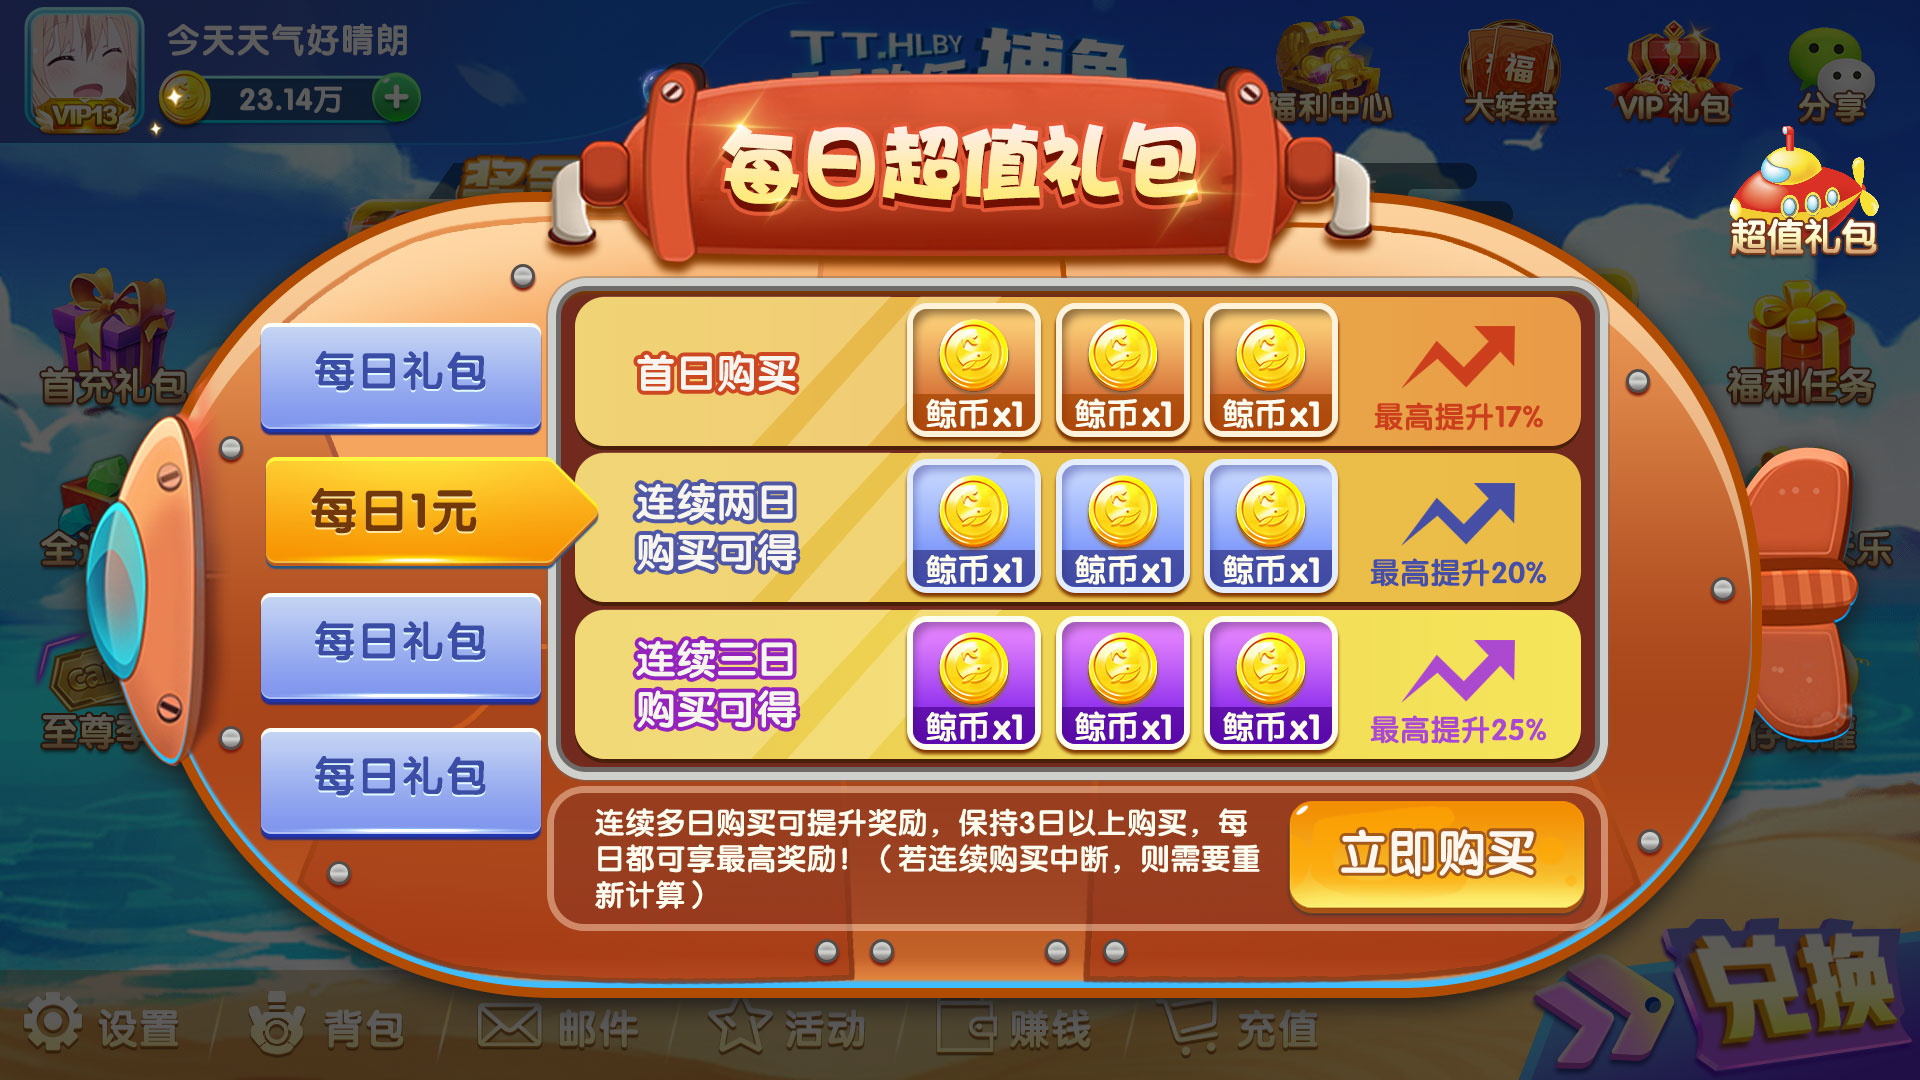 今天天气好晴朗
VIP13
23.14万
TT.HLBY
捕鱼
福利中心
福
大转盘
VIP礼包
分享
超值礼包
每日超值礼包
首充礼包
福利任务
每日礼包
每日1元
每日礼包
每日礼包
首日购买
鲸币x1
鲸币x1
鲸币x1
最高提升17%
连续两日
购买可得
鲸币x1
鲸币x1
鲸币x1
最高提升20%
连续三日
购买可得
鲸币x1
鲸币x1
鲸币x1
最高提升25%
至尊季
连续多日购买可提升奖励，保持3日以上购买，每
日都可享最高奖励！（若连续购买中断，则需要重
新计算）
立即购买
设置
背包
邮件
活动
赚钱
充值
兑换